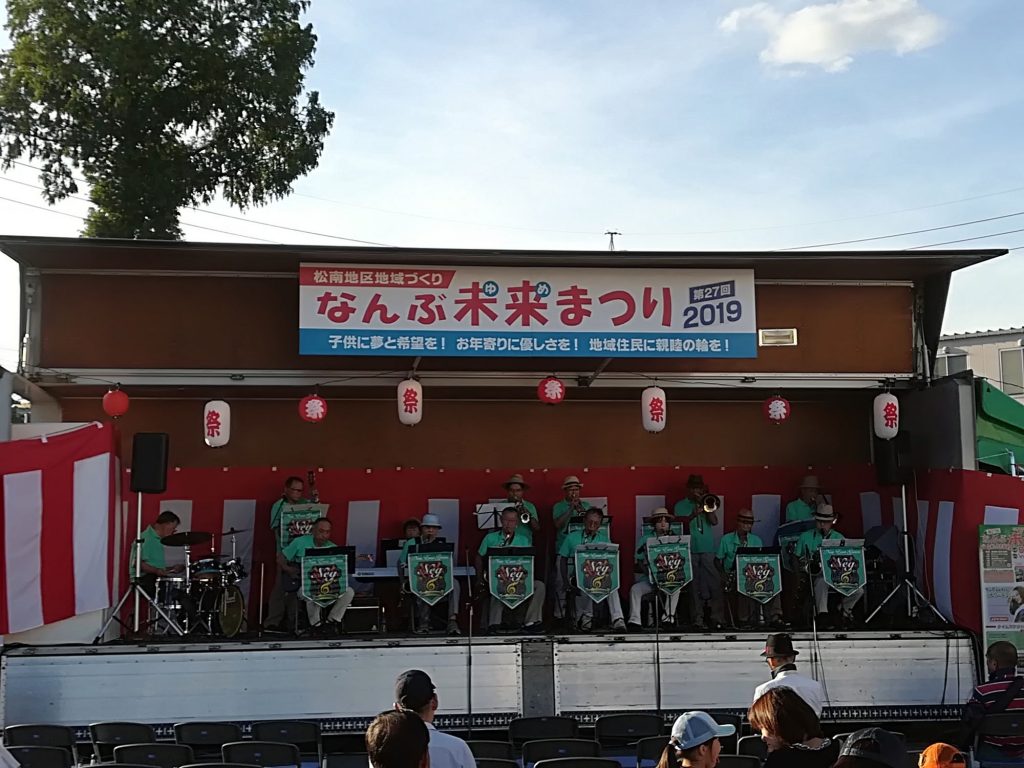 松南地区地域づくり
なんぶ未来まつり
ゆめ
第27回
2019
子供に夢と希望を! お年寄りに優しさを! 地域住民に親睦の輪を!
祭
祭
祭
祭
祭
祭
祭